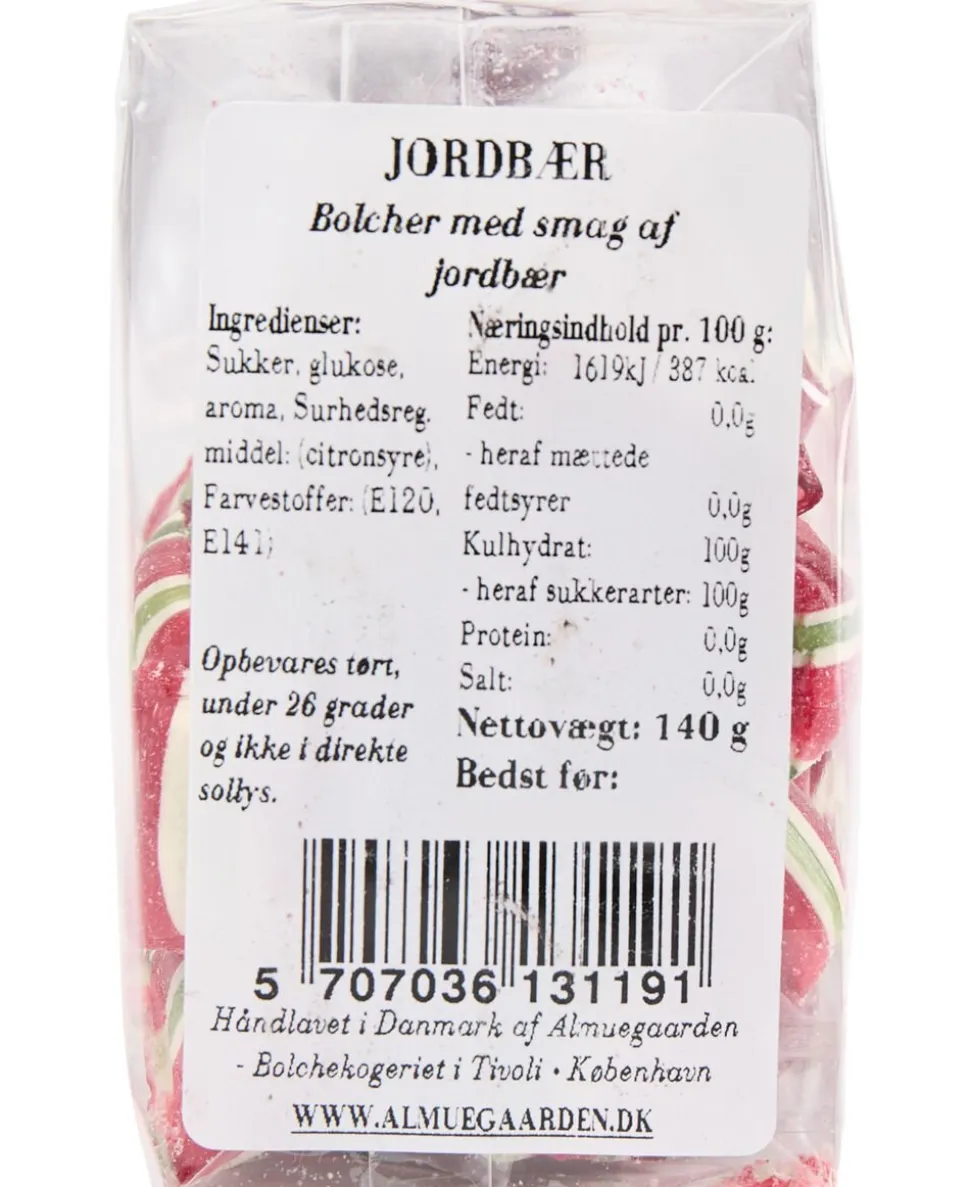 JORDBÆR
Bolcher med smag af
jordbær
Ingredienser:
Sukker, glukose,
aroma, Surhedsreg.
middel: (citronsyre),
Farvestoffer: (E120,
E141)
Opbevares tørt,
under 26 grader
og ikke i direkte
sollys.
Næringsindhold pr. 100 g:
Energi: 1619kJ / 387 kcal
Fedt: 0,0g
- heraf mættede
fedtsyrer 0,0g
Kulhydrat: 100g
- heraf sukkerarter: 100g
Protein: 0,0g
Salt: 0,0g
Nettovægt: 140 g
Bedst før:
5 707036 131191
Håndlavet i Danmark af Almuegaarden
- Bolchekogeriet i Tivoli • København
WWW.ALMUEGAARDEN.DK